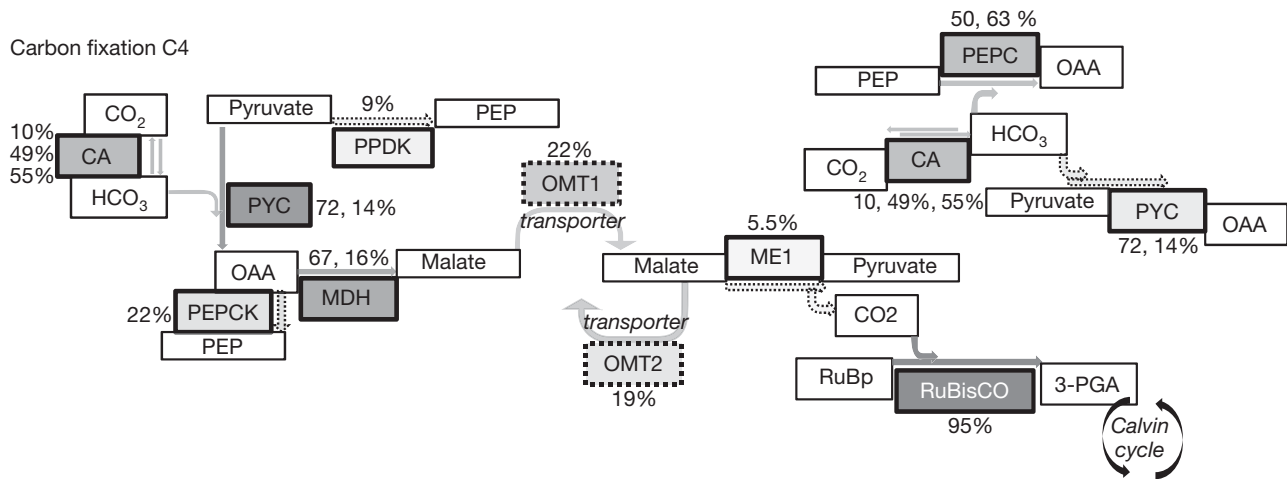 Carbon fixation C4
CO2
10%
49%
55%
CA
HCO3
Pyruvate
9%
PEP
PPDK
PYC
72, 14%
OAA
67, 16%
Malate
22%
PEPCK
MDH
PEP
22%
OMT1
transporter
Malate
5.5%
ME1
Pyruvate
transporter
OMT2
19%
CO2
RuBp
RuBisCO
3-PGA
95%
Calvin
cycle
50, 63 %
PEPC
PEP
OAA
HCO3
CO2
CA
10, 49%, 55%
Pyruvate
PYC
OAA
72, 14%